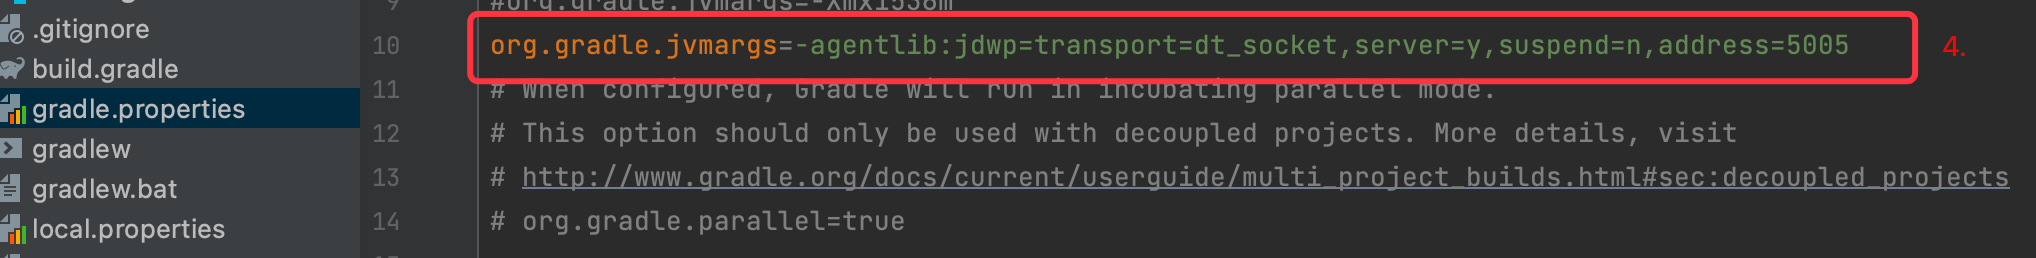 .gitignore
build.gradle
gradle.properties
gradlew
gradlew.bat
local.properties
9 #org.gradle.jvmargs=-Xmx1536m
10 org.gradle.jvmargs=-agentlib:jdwp=transport=dt_socket,server=y,suspend=n,address=5005 4.
11 # When configured, Gradle will run in incubating parallel mode.
12 # This option should only be used with decoupled projects. More details, visit
13 # http://www.gradle.org/docs/current/userguide/multi_project_builds.html#sec:decoupled_projects
14 # org.gradle.parallel=true